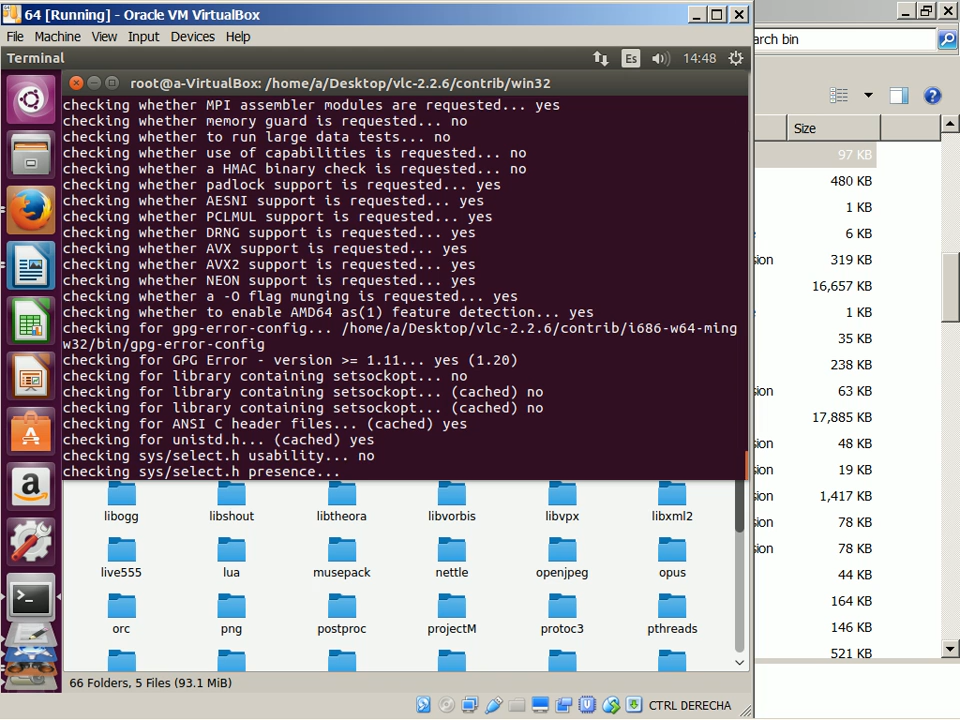 64 [Running] - Oracle VM VirtualBox
File Machine View Input Devices Help
arch bin
Terminal
Es
14:48
root@a-VirtualBox: /home/a/Desktop/vlc-2.2.6/contrib/win32
checking whether MPI assembler modules are requested... yes
checking whether memory guard is requested... no
checking whether to run large data tests... no
checking whether use of capabilities is requested... no
checking whether a HMAC binary check is requested... no
checking whether padlock support is requested... yes
checking whether AESNI support is requested... yes
checking whether PCLMUL support is requested... yes
checking whether DRNG support is requested... yes
checking whether AVX support is requested... yes
checking whether AVX2 support is requested... yes
checking whether NEON support is requested... yes
checking whether a -O flag munging is requested... yes
checking whether to enable AMD64 as(1) feature detection... yes
checking for gpg-error-config... /home/a/Desktop/vlc-2.2.6/contrib/i686-w64-ming
w32/bin/gpg-error-config
checking for GPG Error - version >= 1.11... yes (1.20)
checking for library containing setsockopt... no
checking for library containing setsockopt... (cached) no
checking for library containing setsockopt... (cached) no
checking for ANSI C header files... (cached) yes
checking for unistd.h... (cached) yes
checking sys/select.h usability... no
checking sys/select.h presence...
libogg libshout libtheora libvorbis libvpx libxml2
live555 lua musepack nettle openjpeg opus
orc png postproc projectM protoc3 pthreads
66 Folders, 5 Files (93.1 MiB)
CTRL DERECHA
Size
97 KB
480 KB
1 KB
6 KB
sion 319 KB
16,657 KB
1 KB
35 KB
238 KB
sion 63 KB
17,885 KB
sion 48 KB
sion 19 KB
sion 1,417 KB
sion 78 KB
sion 78 KB
44 KB
164 KB
146 KB
521 KB